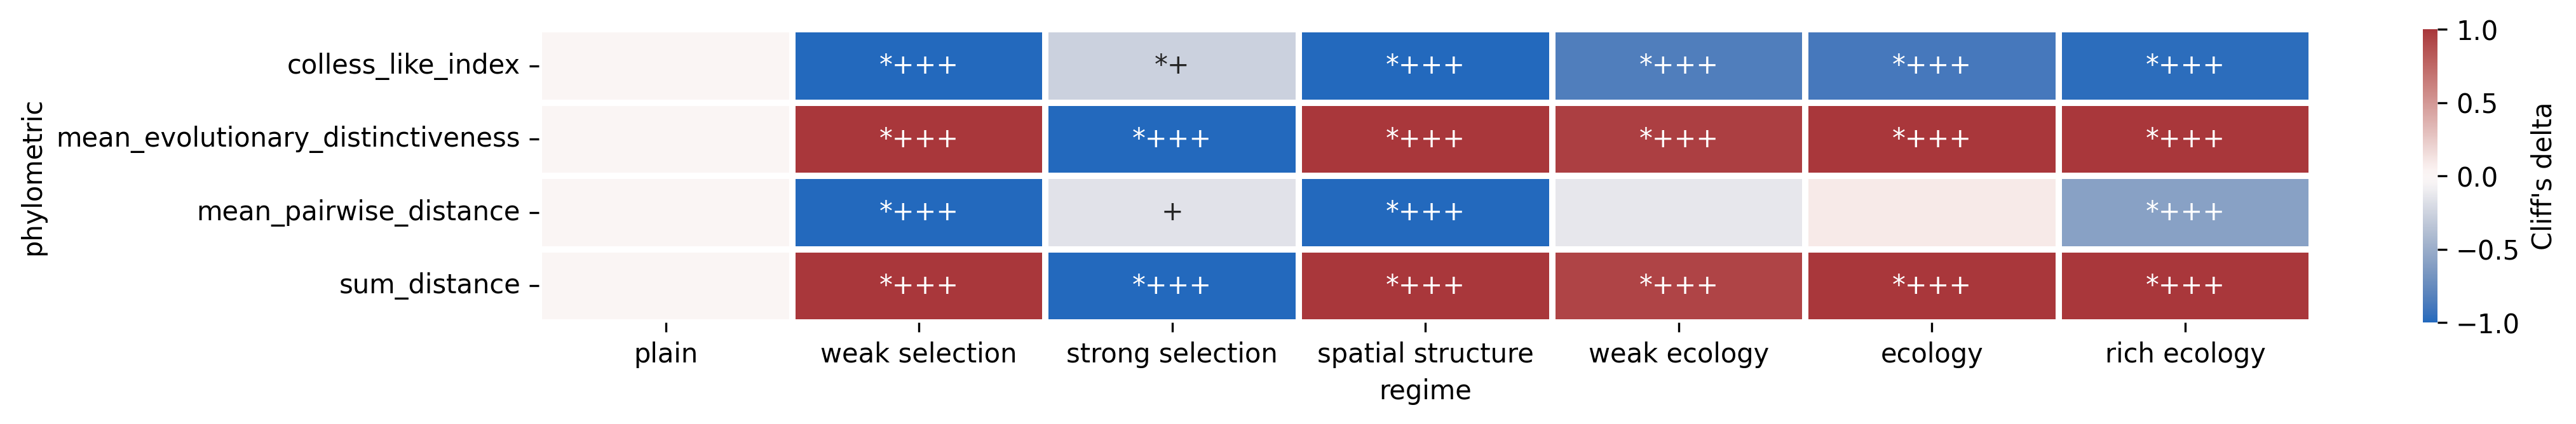 phylometric
colless_like_index
*+++ *+ *+++ *+++ *+++ *+++
mean_evolutionary_distinctiveness
*+++ *+++ *+++ *+++ *+++ *+++
mean_pairwise_distance
*+++ + *+++ *+++
sum_distance
*+++ *+++ *+++ *+++ *+++ *+++
plain weak selection strong selection spatial structure weak ecology ecology rich ecology
regime
1.0
0.5
0.0
−0.5
−1.0
Cliff's delta